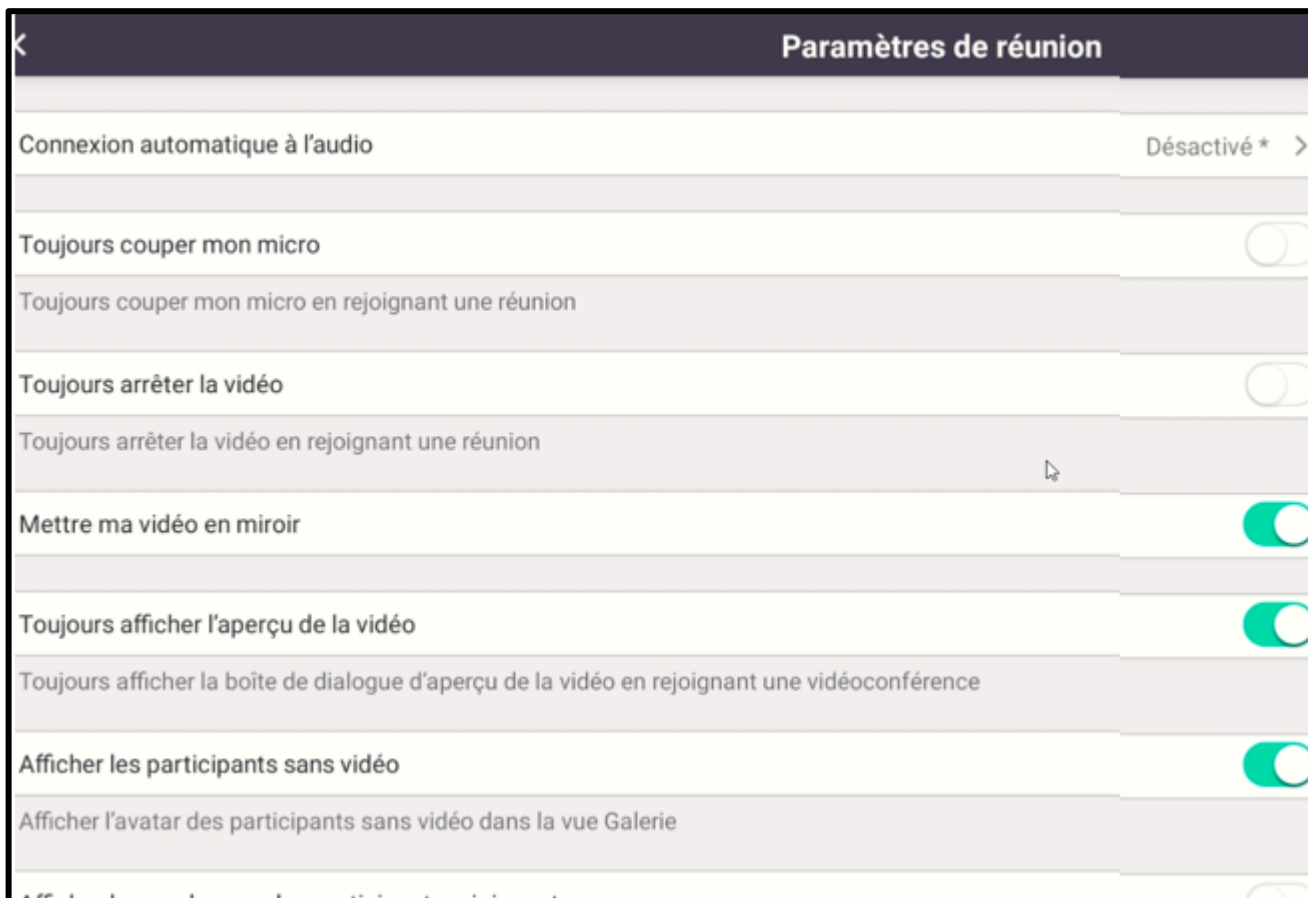 Paramètres de réunion
Connexion automatique à l'audio Désactivé *
Toujours couper mon micro
Toujours couper mon micro en rejoignant une réunion
Toujours arrêter la vidéo
Toujours arrêter la vidéo en rejoignant une réunion
Mettre ma vidéo en miroir
Toujours afficher l'aperçu de la vidéo
Toujours afficher la boîte de dialogue d'aperçu de la vidéo en rejoignant une vidéoconférence
Afficher les participants sans vidéo
Afficher l'avatar des participants sans vidéo dans la vue Galerie